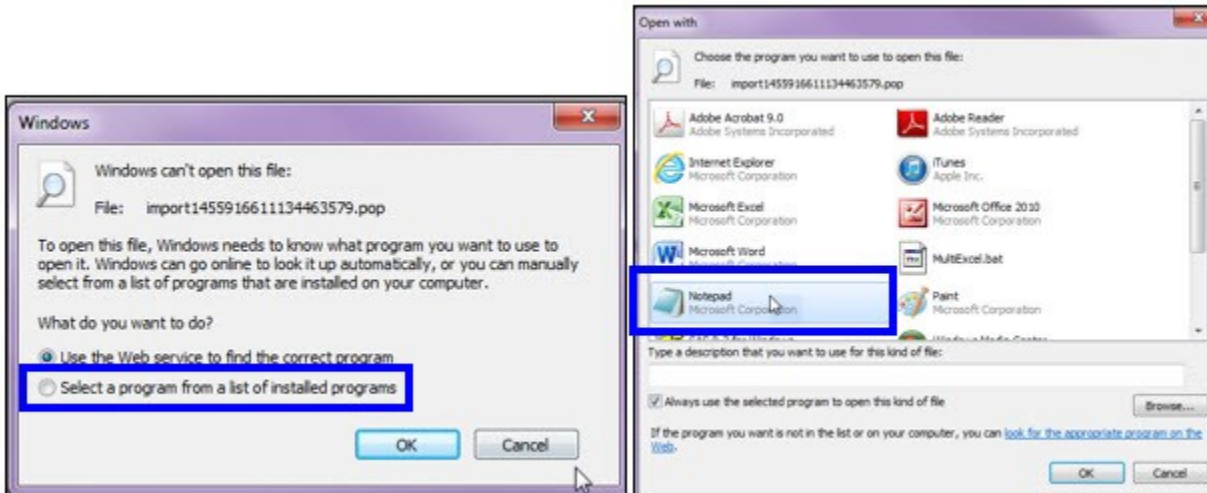 Windows
Windows can't open this file:
File: import1455916611134463579.pop
To open this file, Windows needs to know what program you want to use to
open it. Windows can go online to look it up automatically, or you can manually
select from a list of programs that are installed on your computer.
What do you want to do?
Use the Web service to find the correct program
Select a program from a list of installed programs
OK Cancel
Open with
Choose the program you want to use to open this file:
File: import1455916611134463579.pop
Adobe Acrobat 9.0
Adobe Systems Incorporated
Adobe Reader
Adobe Systems Incorporated
Internet Explorer
Microsoft Corporation
iTunes
Apple Inc.
Microsoft Excel
Microsoft Corporation
Microsoft Office 2010
Microsoft Corporation
Microsoft Word
Microsoft Corporation
MultExcel.bat
Notepad
Microsoft Corporation
Paint
Microsoft Corporation
Windows Media Center
Type a description that you want to use for this kind of file:
Always use the selected program to open this kind of file
Browse...
If the program you want is not in the list or on your computer, you can look for the appropriate program on the
Web.
OK Cancel